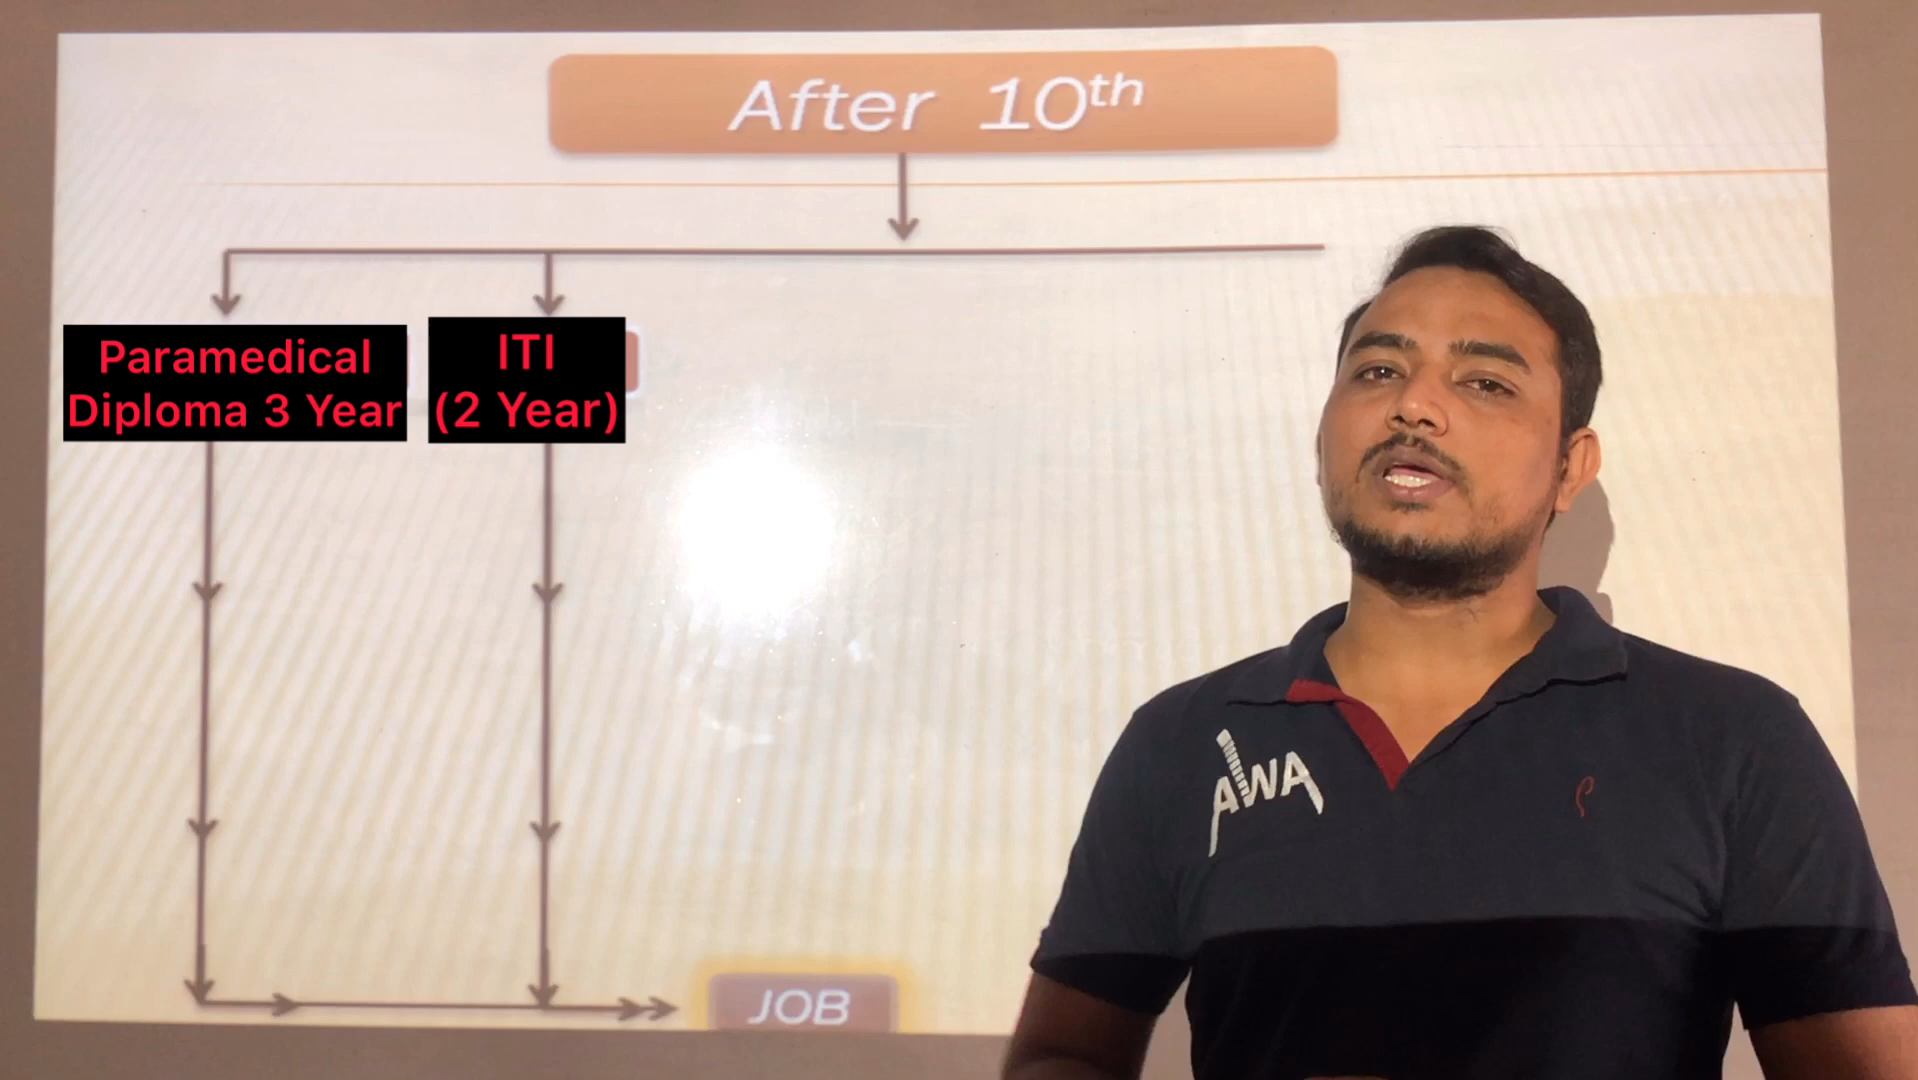 After 10th
Paramedical
Diploma 3 Year
ITI
(2 Year)
JOB
AWA